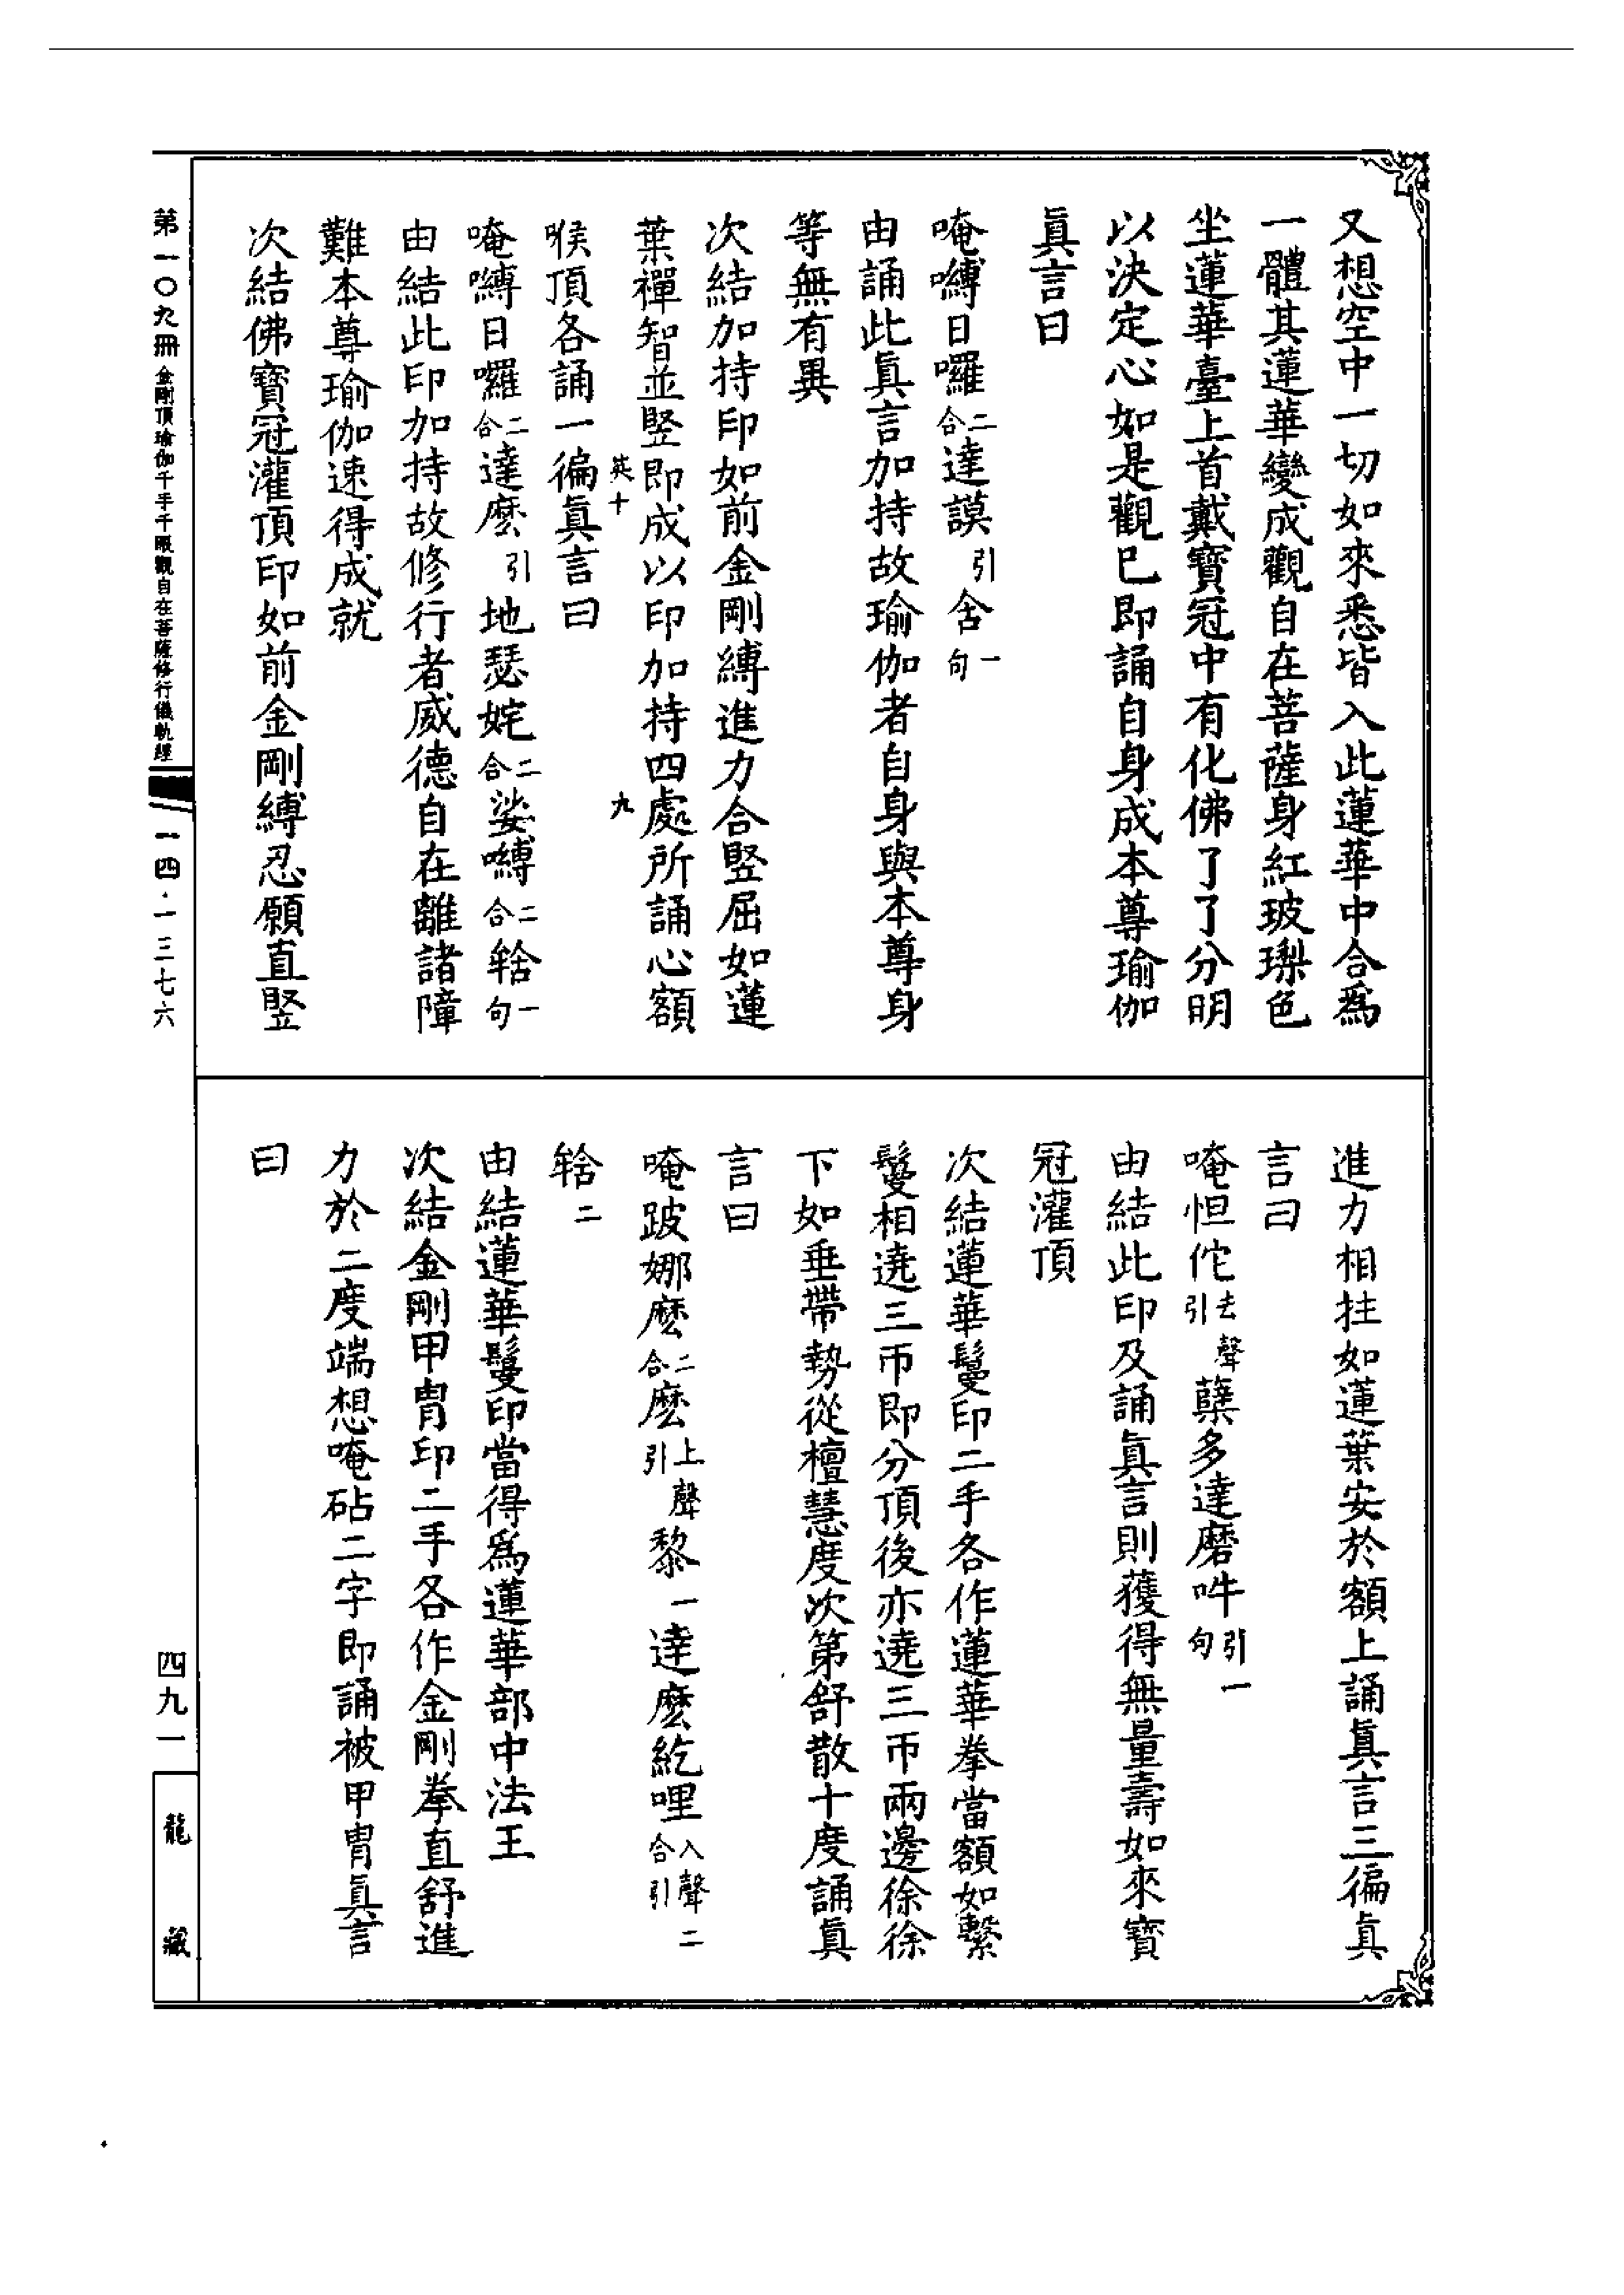 又想空中一切如來悉皆入此蓮華中合爲
一體其蓮華變成觀自在菩薩身紅玻瓈色
坐蓮華臺上首戴寶冠中有化佛了了分明
以決定心如是觀已即誦自身成本尊瑜伽
眞言曰
唵嚩日囉二合達謨引舍一句
由誦此眞言加持故瑜伽者自身與本尊身
等無有異
次結加持印如前金剛縛進力合竪屈如蓮
葉禪智並竪即成以印加持四處所誦心額
英十 九
喉頂各誦一徧眞言曰
唵嚩日囉二合達麽引地瑟姹二合娑嚩二合𤚥一句
由結此印加持故修行者威德自在離諸障
難本尊瑜伽速得成就
次結佛寶冠灌頂印如前金剛縛忍願直竪
進力相拄如蓮葉安於額上誦眞言三徧眞
言曰
唵怛佗去聲引蘖多達磨吽引一句
由結此印及誦眞言則獲得無量壽如來寶
冠灌頂
次結蓮華鬘印二手各作蓮華拳當額如繫
鬘相遶三帀即分頂後亦遶三帀兩邊徐徐
下如垂帶勢從檀慧度次第舒散十度誦眞
言曰
唵跛娜麽二合麽上聲引黎一達麽紇哩二合入聲引
𤚥二
由結蓮華鬘印當得爲蓮華部中法王
次結金剛甲冑印二手各作金剛拳直舒進
力於二度端想唵砧二字即誦被甲冑眞言
曰
第一〇九冊 金剛頂瑜伽千手千眼觀自在菩薩修行儀軌經 一四·一三七六
四九一 龍藏